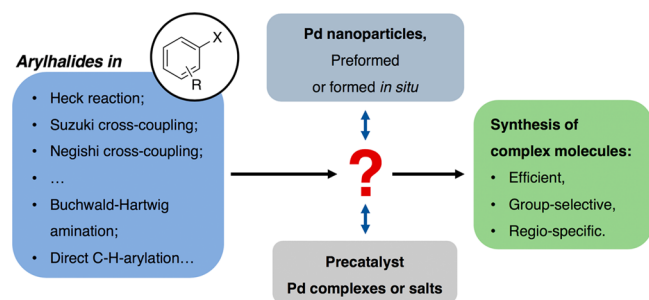 Arylhalides in
X
R
• Heck reaction;
• Suzuki cross-coupling;
• Negishi cross-coupling;
• …
• Buchwald-Hartwig
amination;
• Direct C-H-arylation…
Pd nanoparticles,
Preformed
or formed in situ
?
Precatalyst
Pd complexes or salts
Synthesis of
complex molecules:
• Efficient,
• Group-selective,
• Regio-specific.